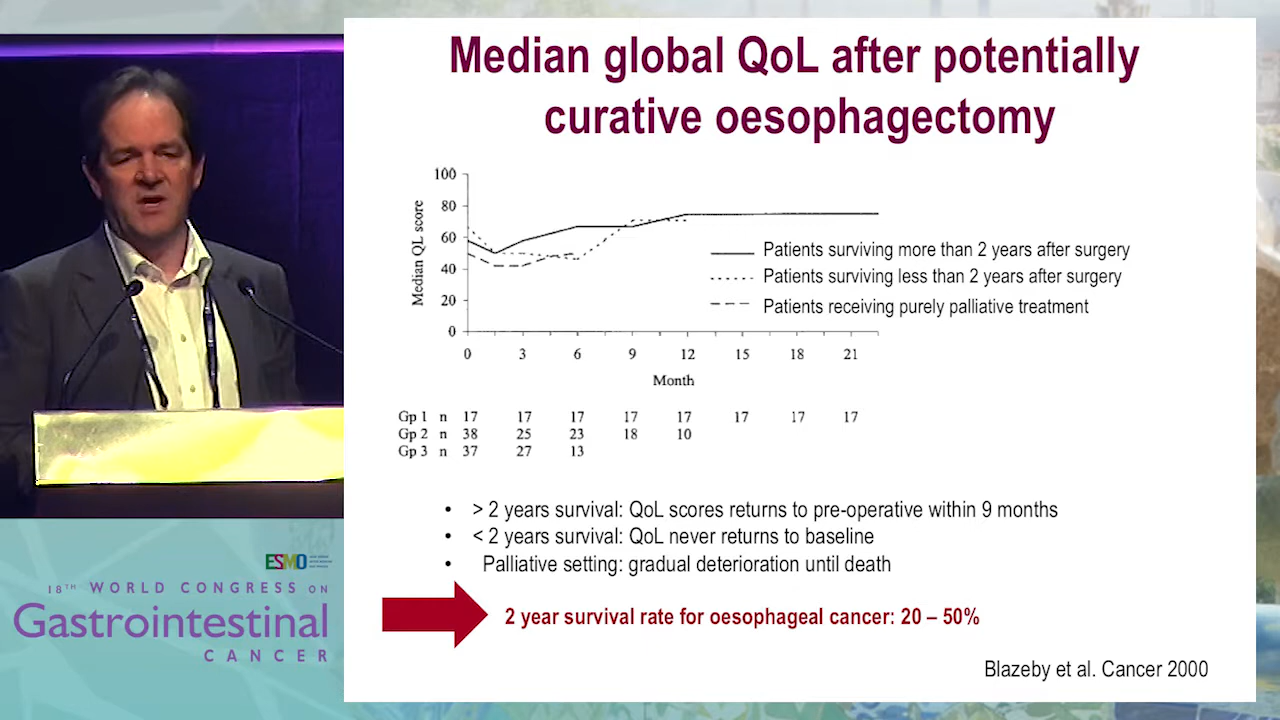 Median global QoL after potentially
curative oesophagectomy
100
80
60
40
20
0
Median QL score
Patients surviving more than 2 years after surgery
Patients surviving less than 2 years after surgery
Patients receiving purely palliative treatment
0 3 6 9 12 15 18 21
Month
Gp 1 n 17 17 17 17 17 17 17 17
Gp 2 n 38 25 23 18 10
Gp 3 n 37 27 13
• > 2 years survival: QoL scores returns to pre-operative within 9 months
• < 2 years survival: QoL never returns to baseline
• Palliative setting: gradual deterioration until death
2 year survival rate for oesophageal cancer: 20 – 50%
Blazeby et al. Cancer 2000
ESMO
18TH WORLD CONGRESS ON
Gastrointestinal
CANCER